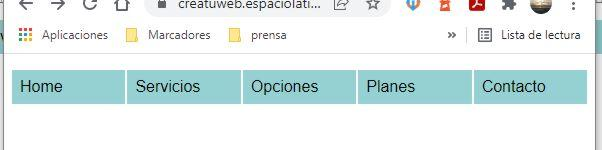 creatuweb.espaciolati...
Aplicaciones Marcadores prensa » Lista de lectura
Home Servicios Opciones Planes Contacto